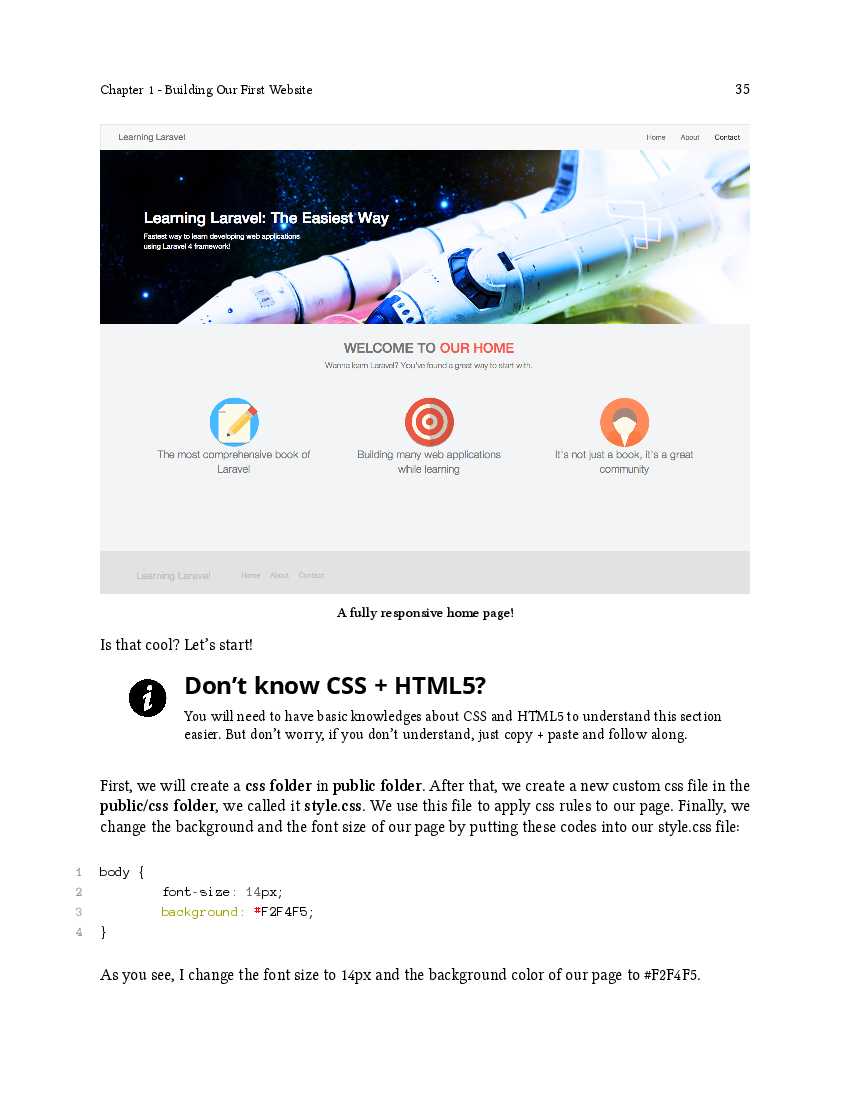 Chapter 1 - Building Our First Website 35
Learning Laravel Home About Contact
Learning Laravel: The Easiest Way
Fastest way to learn developing web applications
using Laravel 4 framework!
WELCOME TO OUR HOME
Wanna learn Laravel? You've found a great way to start with.
The most comprehensive book of
Laravel
Building many web applications
while learning
It's not just a book, it's a great
community
Learning Laravel Home About Contact
A fully responsive home page!
Is that cool? Let’s start!
Don’t know CSS + HTML5?
You will need to have basic knowledges about CSS and HTML5 to understand this section
easier. But don’t worry, if you don’t understand, just copy + paste and follow along.
First, we will create a css folder in public folder. After that, we create a new custom css file in the
public/css folder, we called it style.css. We use this file to apply css rules to our page. Finally, we
change the background and the font size of our page by putting these codes into our style.css file:
1 body {
2 font-size: 14px;
3 background: #F2F4F5;
4 }
As you see, I change the font size to 14px and the background color of our page to #F2F4F5.